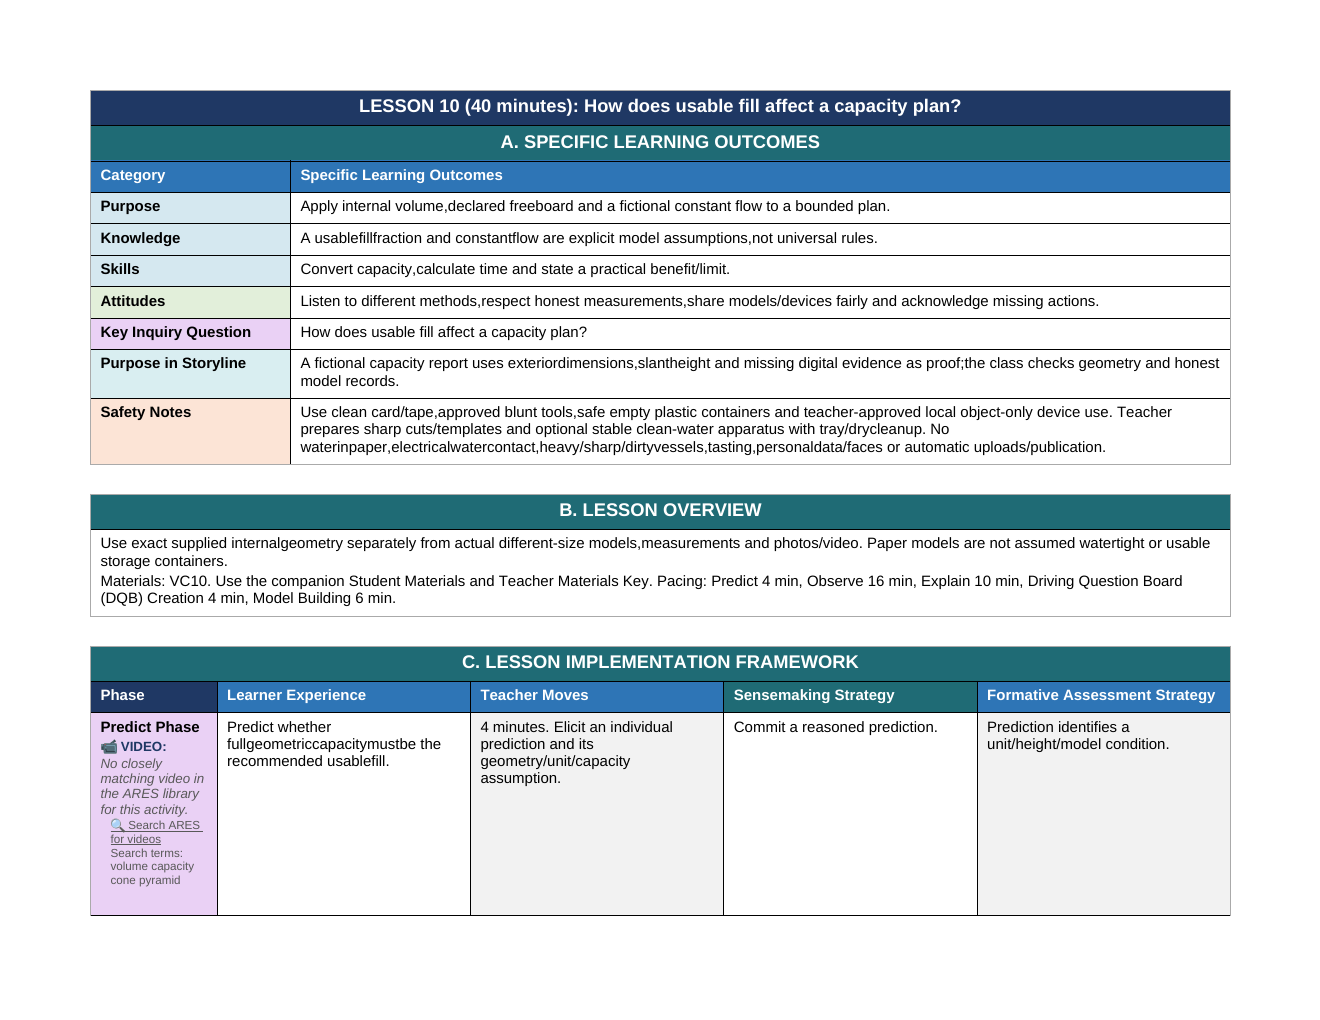 LESSON 10 (40 minutes): How does usable fill affect a capacity plan?
A. SPECIFIC LEARNING OUTCOMES
Category
Specific Learning Outcomes
Purpose
Apply internal volume,declared freeboard and a fictional constant flow to a bounded plan.
Knowledge
A usablefillfraction and constantflow are explicit model assumptions,not universal rules.
Skills
Convert capacity,calculate time and state a practical benefit/limit.
Attitudes
Listen to different methods,respect honest measurements,share models/devices fairly and acknowledge missing actions.
Key Inquiry Question
How does usable fill affect a capacity plan?
Purpose in Storyline
A fictional capacity report uses exteriordimensions,slantheight and missing digital evidence as proof;the class checks geometry and honest
model records.
Safety Notes
Use clean card/tape,approved blunt tools,safe empty plastic containers and teacher-approved local object-only device use. Teacher
prepares sharp cuts/templates and optional stable clean-water apparatus with tray/drycleanup. No
waterinpaper,electricalwatercontact,heavy/sharp/dirtyvessels,tasting,personaldata/faces or automatic uploads/publication.
B. LESSON OVERVIEW
Use exact supplied internalgeometry separately from actual different-size models,measurements and photos/video. Paper models are not assumed watertight or usable
storage containers.
Materials: VC10. Use the companion Student Materials and Teacher Materials Key. Pacing: Predict 4 min, Observe 16 min, Explain 10 min, Driving Question Board
(DQB) Creation 4 min, Model Building 6 min.
C. LESSON IMPLEMENTATION FRAMEWORK
Phase
Learner Experience
Teacher Moves
Sensemaking Strategy
Formative Assessment Strategy
Predict Phase
📹 VIDEO:
No closely
matching video in
the ARES library
for this activity.
🔍 Search ARES
for videos
Search terms:
volume capacity
cone pyramid
Predict whether
fullgeometriccapacitymustbe the
recommended usablefill.
4 minutes. Elicit an individual
prediction and its
geometry/unit/capacity
assumption.
Commit a reasoned prediction.
Prediction identifies a
unit/height/model condition.